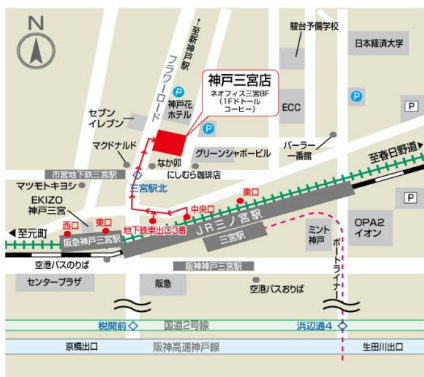 N
至新神戸駅
フラワーロード
駿台予備学校
日本経済大学
神戸三宮店
ネオフィス三宮8F
(1Fドトール
コーヒー)
P
神戸花
ホテル
セブン
イレブン
ECC
P
P
マクドナルド
P
パーラー
一番館
なか卯
グリーンシャポービル
にしむら珈琲店
至春日野道
市営地下鉄三宮駅
三宮駅北
マツモトキヨシ
EKIZO
神戸三宮
東口
中央口
P
西口
東口
地下鉄東出口3番
JR三ノ宮駅
OPA2
イオン
至元町
阪急神戸三宮駅
三宮駅
ミント
神戸
ポートライナー
空港バスのりば
阪神神戸三宮駅
センタープラザ
阪急
空港バスおりば
税関前
国道2号線
浜辺通4
京橋出口
阪神高速神戸線
生田川出口